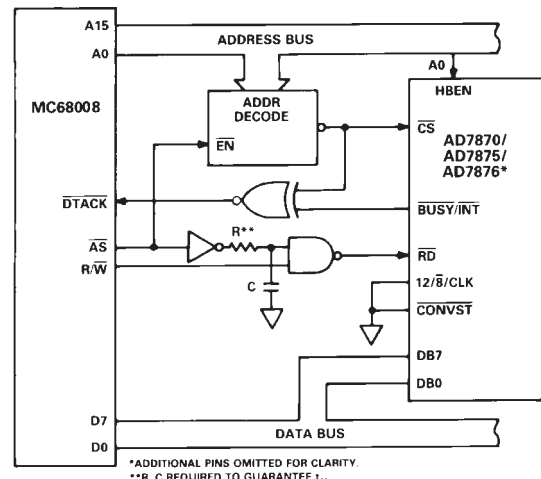 A15
ADDRESS BUS
A0
A0
HBEN
MC68008
ADDR
DECODE
EN
CS
AD7870/
AD7875/
AD7876*
DTACK
BUSY/INT
AS
R**
RD
R/W
12/8/CLK
C
CONVST
DB7
DB0
D7
D0
DATA BUS
*ADDITIONAL PINS OMITTED FOR CLARITY.
**R, C REQUIRED TO GUARANTEE